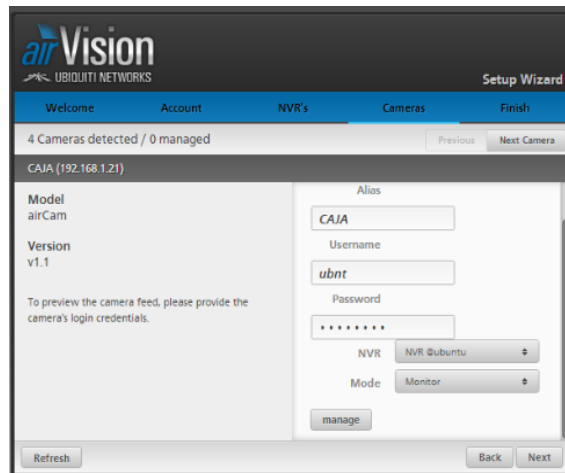 airVision
UBIQUITI NETWORKS
Setup Wizard
Welcome Account NVR's Cameras Finish
4 Cameras detected / 0 managed Previous Next Camera
CAJA (192.168.1.21)
Model
airCam
Version
v1.1
To preview the camera feed, please provide the
camera's login credentials.
Alias
CAJA
Username
ubnt
Password
••••••••
NVR NVR @ubuntu
Mode Monitor
manage
Refresh Back Next